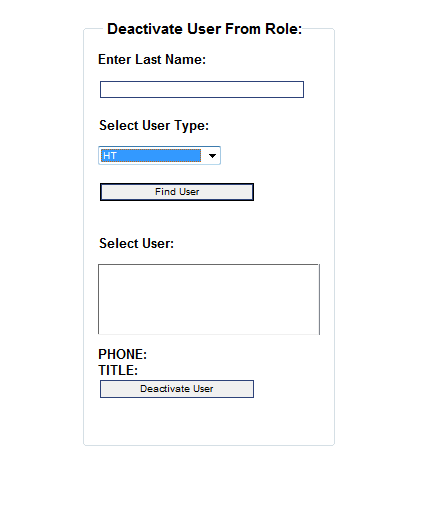 Deactivate User From Role:
Enter Last Name:
Select User Type:
HT
Find User
Select User:
PHONE:
TITLE:
Deactivate User